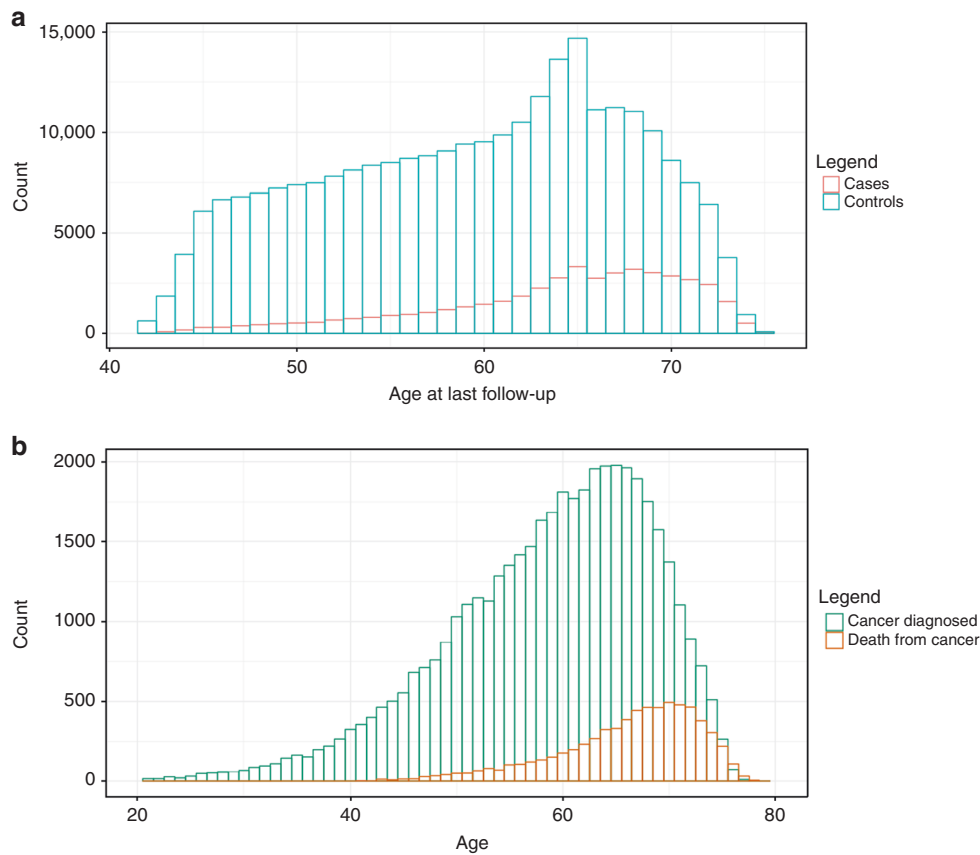 a
15,000
10,000
5000
0
Count
40 50 60 70
Age at last follow-up
Legend
Cases
Controls
b
2000
1500
1000
500
0
Count
20 40 60 80
Age
Legend
Cancer diagnosed
Death from cancer